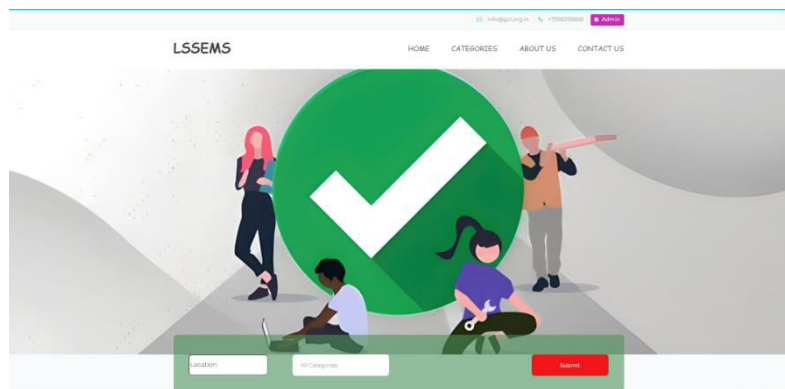 Admin
LSSEMS
HOME CATEGORIES ABOUT US CONTACT US
Location All Categories Submit